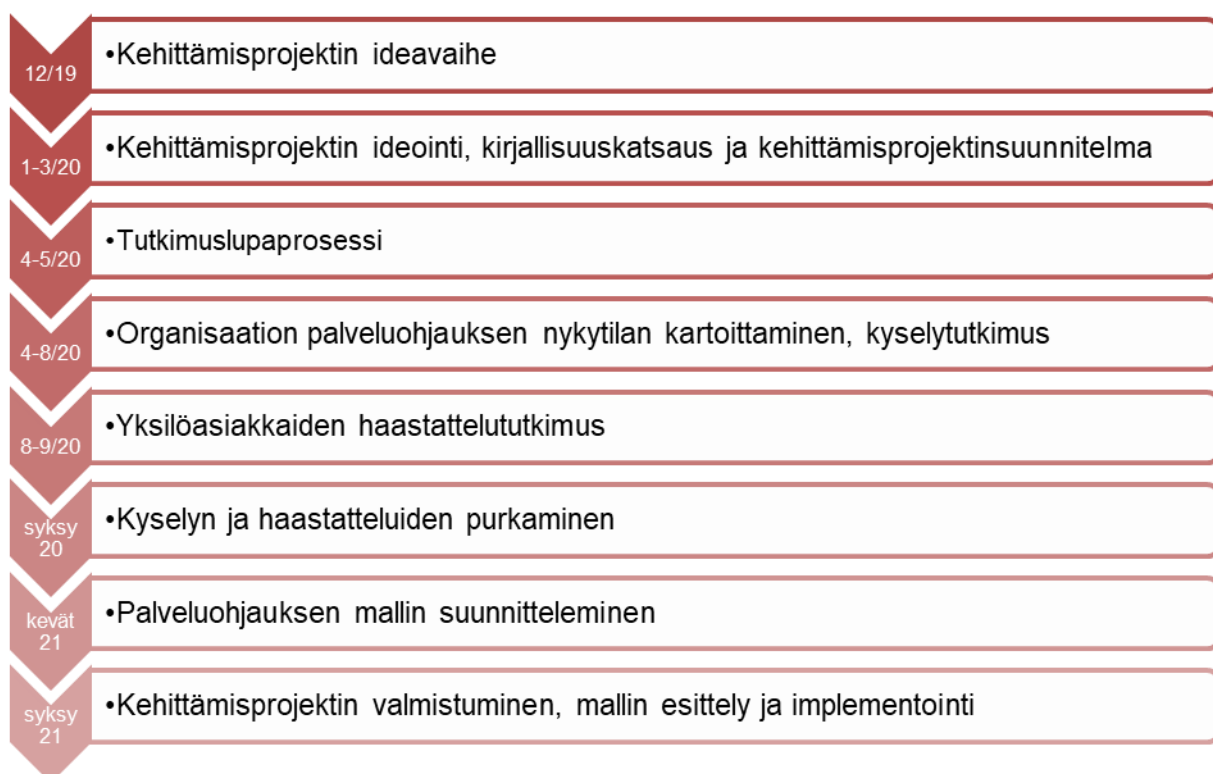 12/19
•Kehittämisprojektin ideavaihe
1-3/20
•Kehittämisprojektin ideointi, kirjallisuuskatsaus ja kehittämisprojektinsuunnitelma
4-5/20
•Tutkimuslupaprosessi
4-8/20
•Organisaation palveluohjauksen nykytilan kartoittaminen, kyselytutkimus
8-9/20
•Yksilöasiakkaiden haastattelututkimus
syksy
20
•Kyselyn ja haastatteluiden purkaminen
kevät
21
•Palveluohjauksen mallin suunnitteleminen
syksy
21
•Kehittämisprojektin valmistuminen, mallin esittely ja implementointi